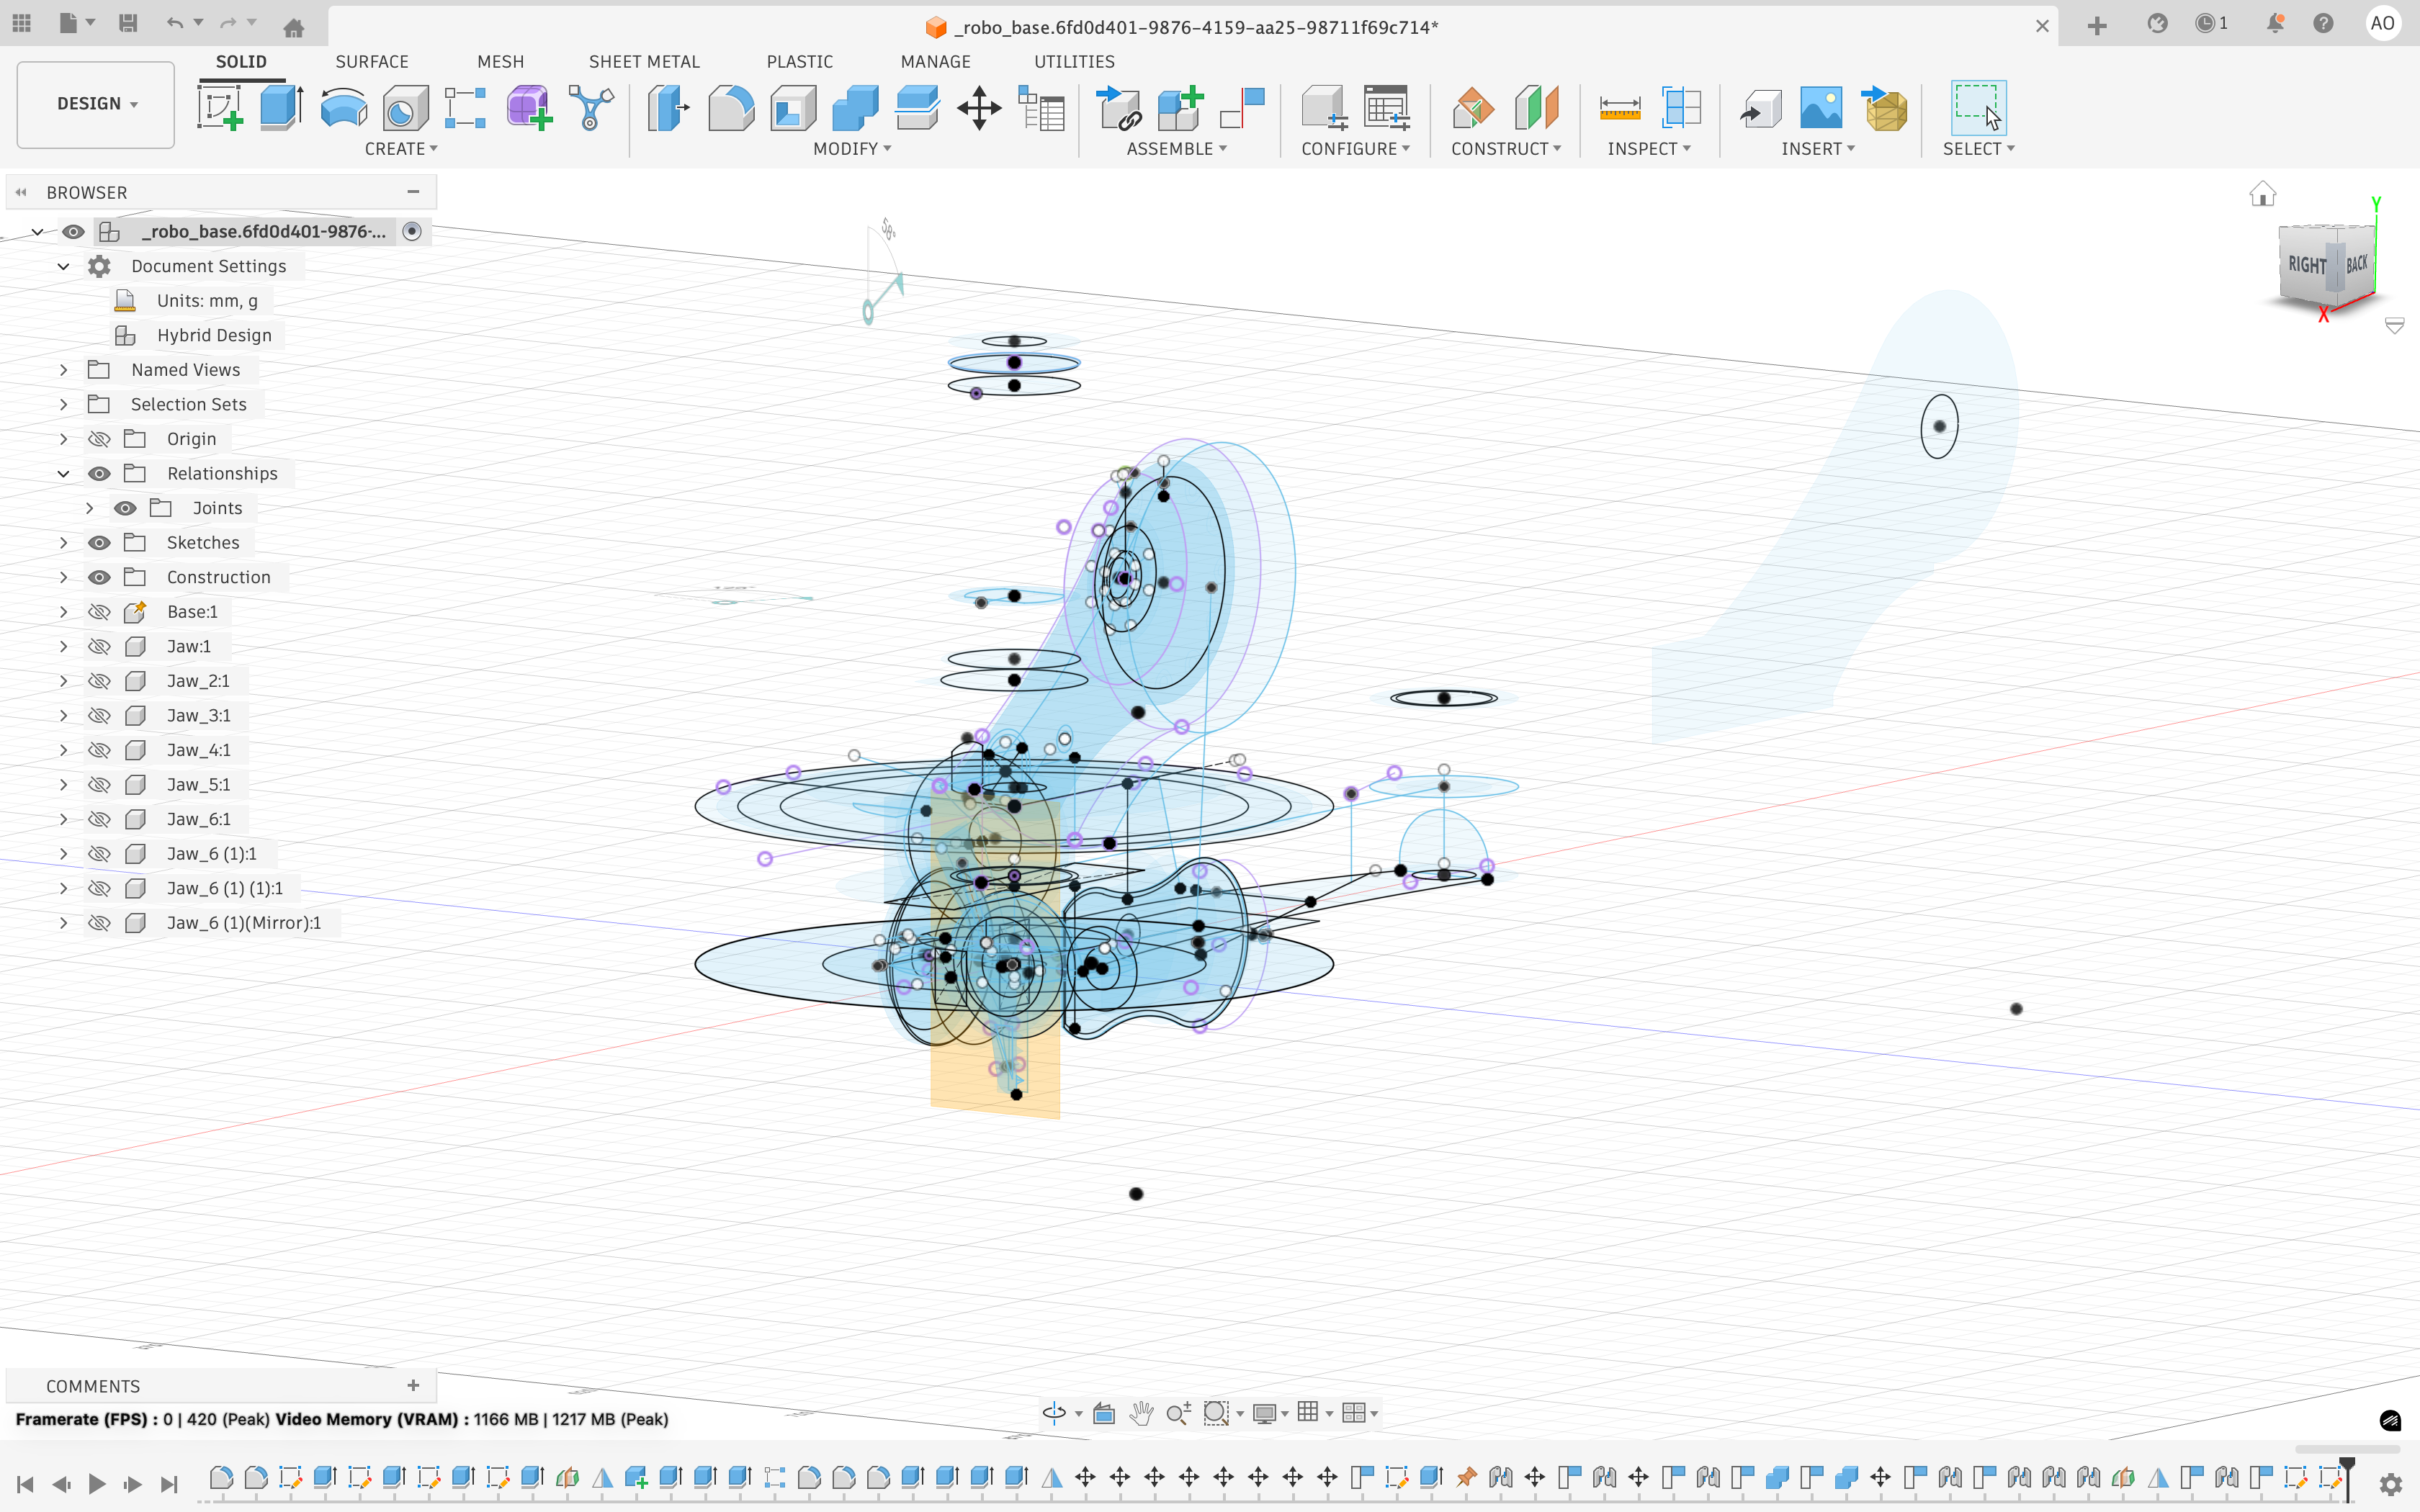 _robo_base.6fd0d401-9876-4159-aa25-98711f69c714*
1
AO
DESIGN
SOLID
SURFACE
MESH
SHEET METAL
PLASTIC
MANAGE
UTILITIES
CREATE
MODIFY
ASSEMBLE
CONFIGURE
CONSTRUCT
INSPECT
INSERT
SELECT
BROWSER
_robo_base.6fd0d401-9876-...
Document Settings
Units: mm, g
Hybrid Design
Named Views
Selection Sets
Origin
Relationships
Joints
Sketches
Construction
Base:1
Jaw:1
Jaw_2:1
Jaw_3:1
Jaw_4:1
Jaw_5:1
Jaw_6:1
Jaw_6 (1):1
Jaw_6 (1) (1):1
Jaw_6 (1)(Mirror):1
Y
RIGHT
BACK
X
COMMENTS
Framerate (FPS) : 0 | 420 (Peak) Video Memory (VRAM) : 1166 MB | 1217 MB (Peak)